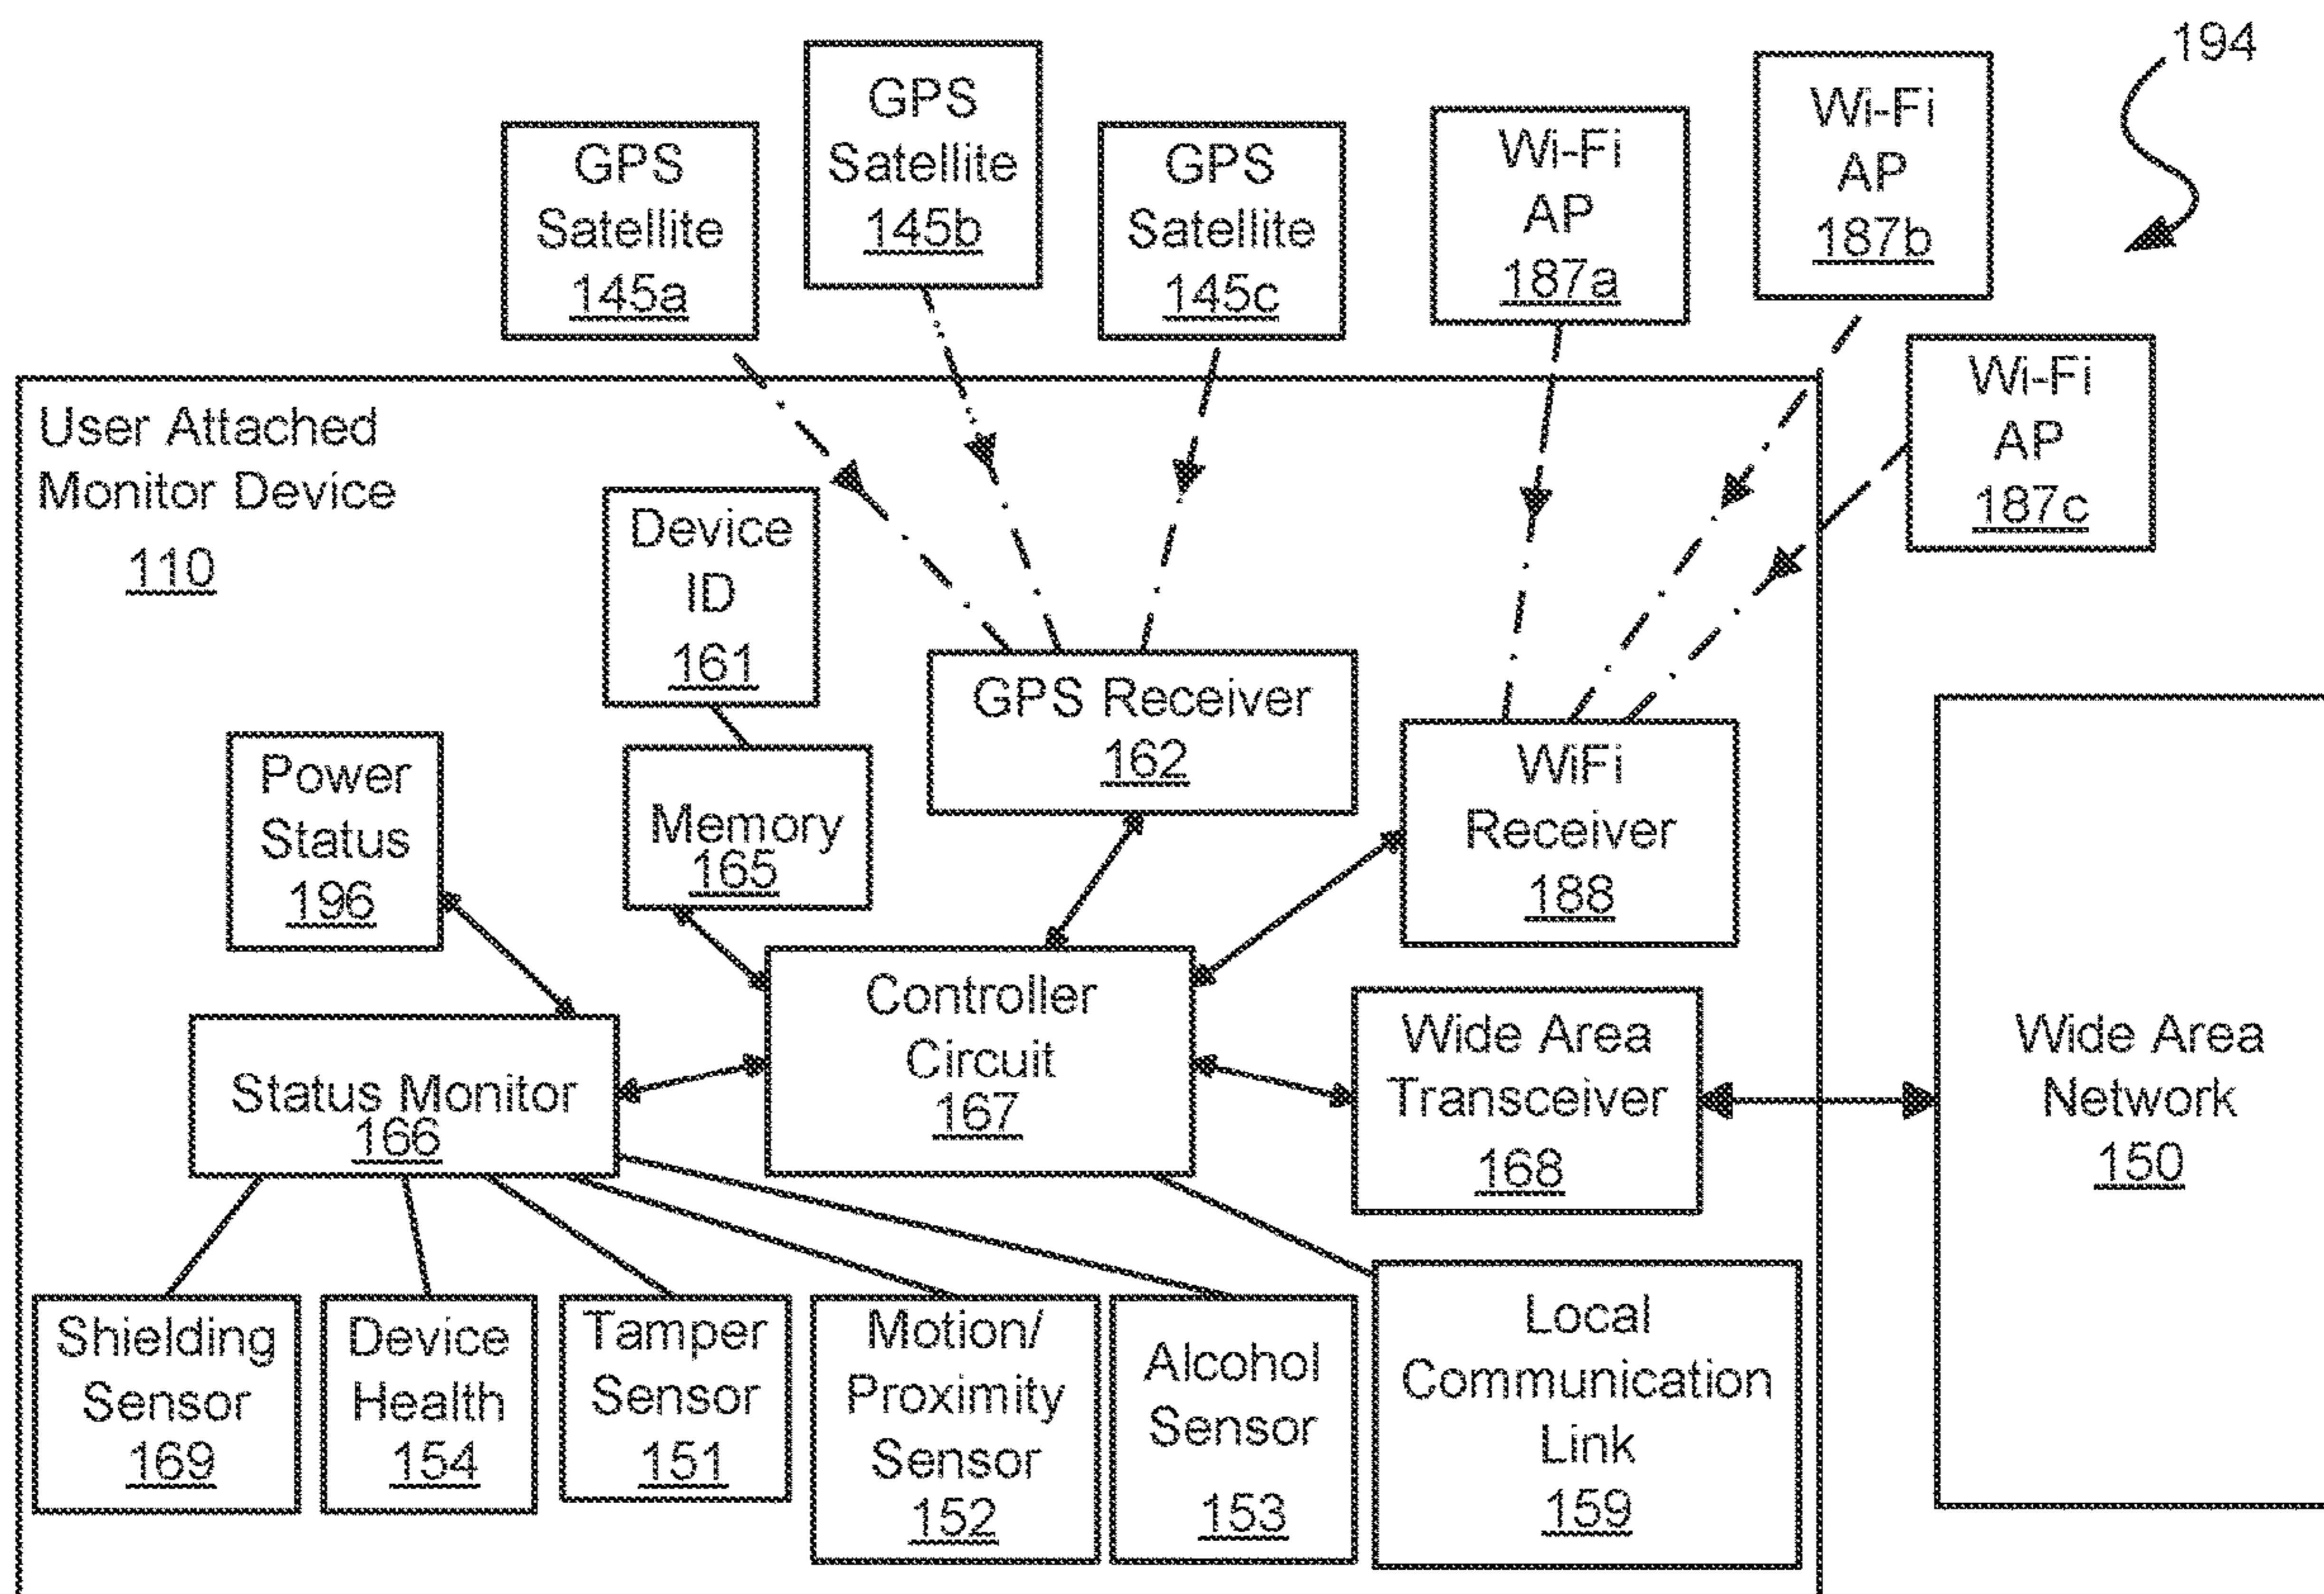 194
GPS
Satellite
145a
GPS
Satellite
145b
GPS
Satellite
145c
Wi-Fi
AP
187a
Wi-Fi
AP
187b
Wi-Fi
AP
187c
User Attached
Monitor Device
110
Device
ID
161
GPS Receiver
162
Power
Status
196
Memory
165
WiFi
Receiver
188
Controller
Circuit
167
Wide Area
Transceiver
168
Wide Area
Network
150
Status Monitor
166
Shielding
Sensor
169
Device
Health
154
Tamper
Sensor
151
Motion/
Proximity
Sensor
152
Alcohol
Sensor
153
Local
Communication
Link
159